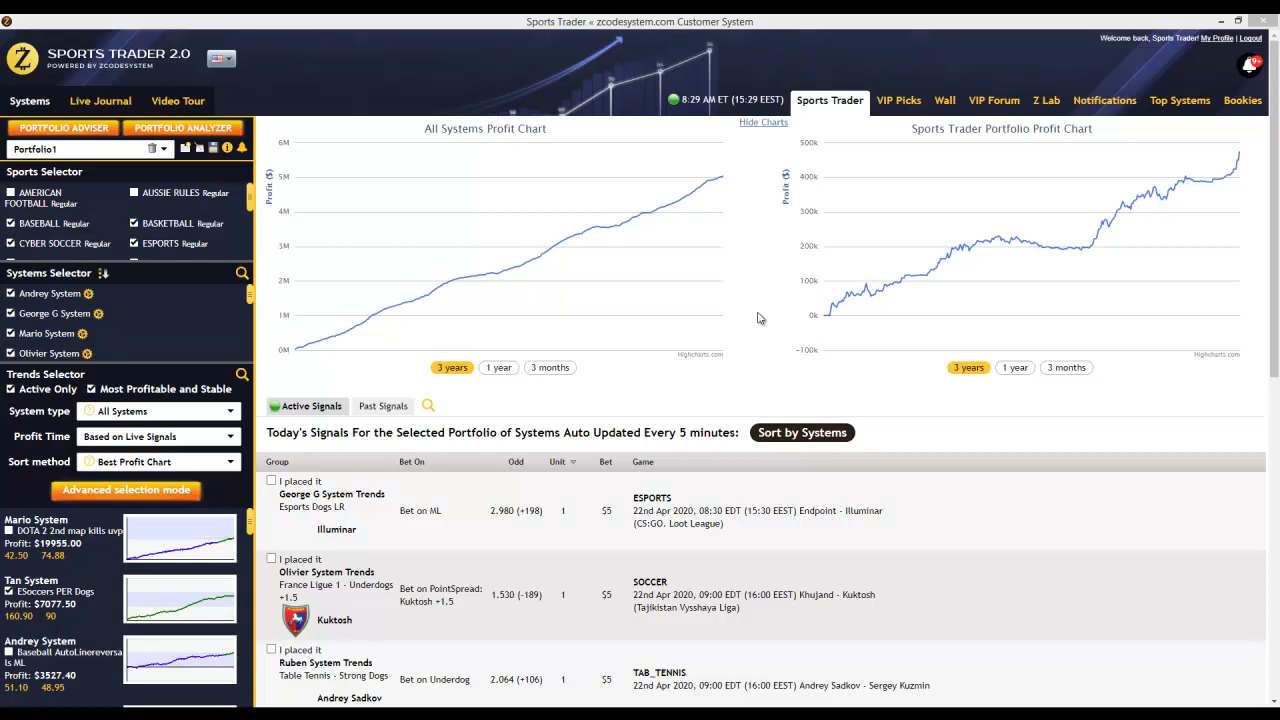 Sports Trader « zcodesystem.com Customer System
SPORTS TRADER 2.0
POWERED BY ZCODESYSTEM
Welcome back, Sports Trader! My Profile | Logout
9+
Systems
Live Journal
Video Tour
8:29 AM ET (15:29 EEST)
Sports Trader
VIP Picks
Wall
VIP Forum
Z Lab
Notifications
Top Systems
Bookies
PORTFOLIO ADVISER
PORTFOLIO ANALYZER
Portfolio1
Sports Selector
AMERICAN FOOTBALL Regular
AUSSIE RULES Regular
BASEBALL Regular
BASKETBALL Regular
CYBER SOCCER Regular
ESPORTS Regular
Systems Selector
Andrey System
George G System
Mario System
Olivier System
Trends Selector
Active Only
Most Profitable and Stable
System type
All Systems
Profit Time
Based on Live Signals
Sort method
Best Profit Chart
Advanced selection mode
Mario System
DOTA 2 2nd map kills uvp
Profit: $19955.00
42.50 74.88
Tan System
ESoccers PER Dogs
Profit: $7077.50
160.90 90
Andrey System
Baseball AutoLinereversa
ls ML
Profit: $3527.40
51.10 48.95
All Systems Profit Chart
Hide Charts
Profit ($)
6M
5M
4M
3M
2M
1M
0M
Highcharts.com
3 years
1 year
3 months
Sports Trader Portfolio Profit Chart
Profit ($)
500k
400k
300k
200k
100k
0k
-100k
Highcharts.com
3 years
1 year
3 months
Active Signals
Past Signals
Today's Signals For the Selected Portfolio of Systems Auto Updated Every 5 minutes:
Sort by Systems
Group
Bet On
Odd
Unit
Bet
Game
I placed it
George G System Trends
Esports Dogs LR
Illuminar
Bet on ML
2.980 (+198)
1
$5
ESPORTS
22nd Apr 2020, 08:30 EDT (15:30 EEST) Endpoint - Illuminar
(CS:GO. Loot League)
I placed it
Olivier System Trends
France Ligue 1 - Underdogs
+1.5
Kuktosh
Bet on PointSpread:
Kuktosh +1.5
1.530 (-189)
1
$5
SOCCER
22nd Apr 2020, 09:00 EDT (16:00 EEST) Khujand - Kuktosh
(Tajikistan Vysshaya Liga)
I placed it
Ruben System Trends
Table Tennis - Strong Dogs
Andrey Sadkov
Bet on Underdog
2.064 (+106)
1
$5
TAB_TENNIS
22nd Apr 2020, 09:00 EDT (16:00 EEST) Andrey Sadkov - Sergey Kuzmin